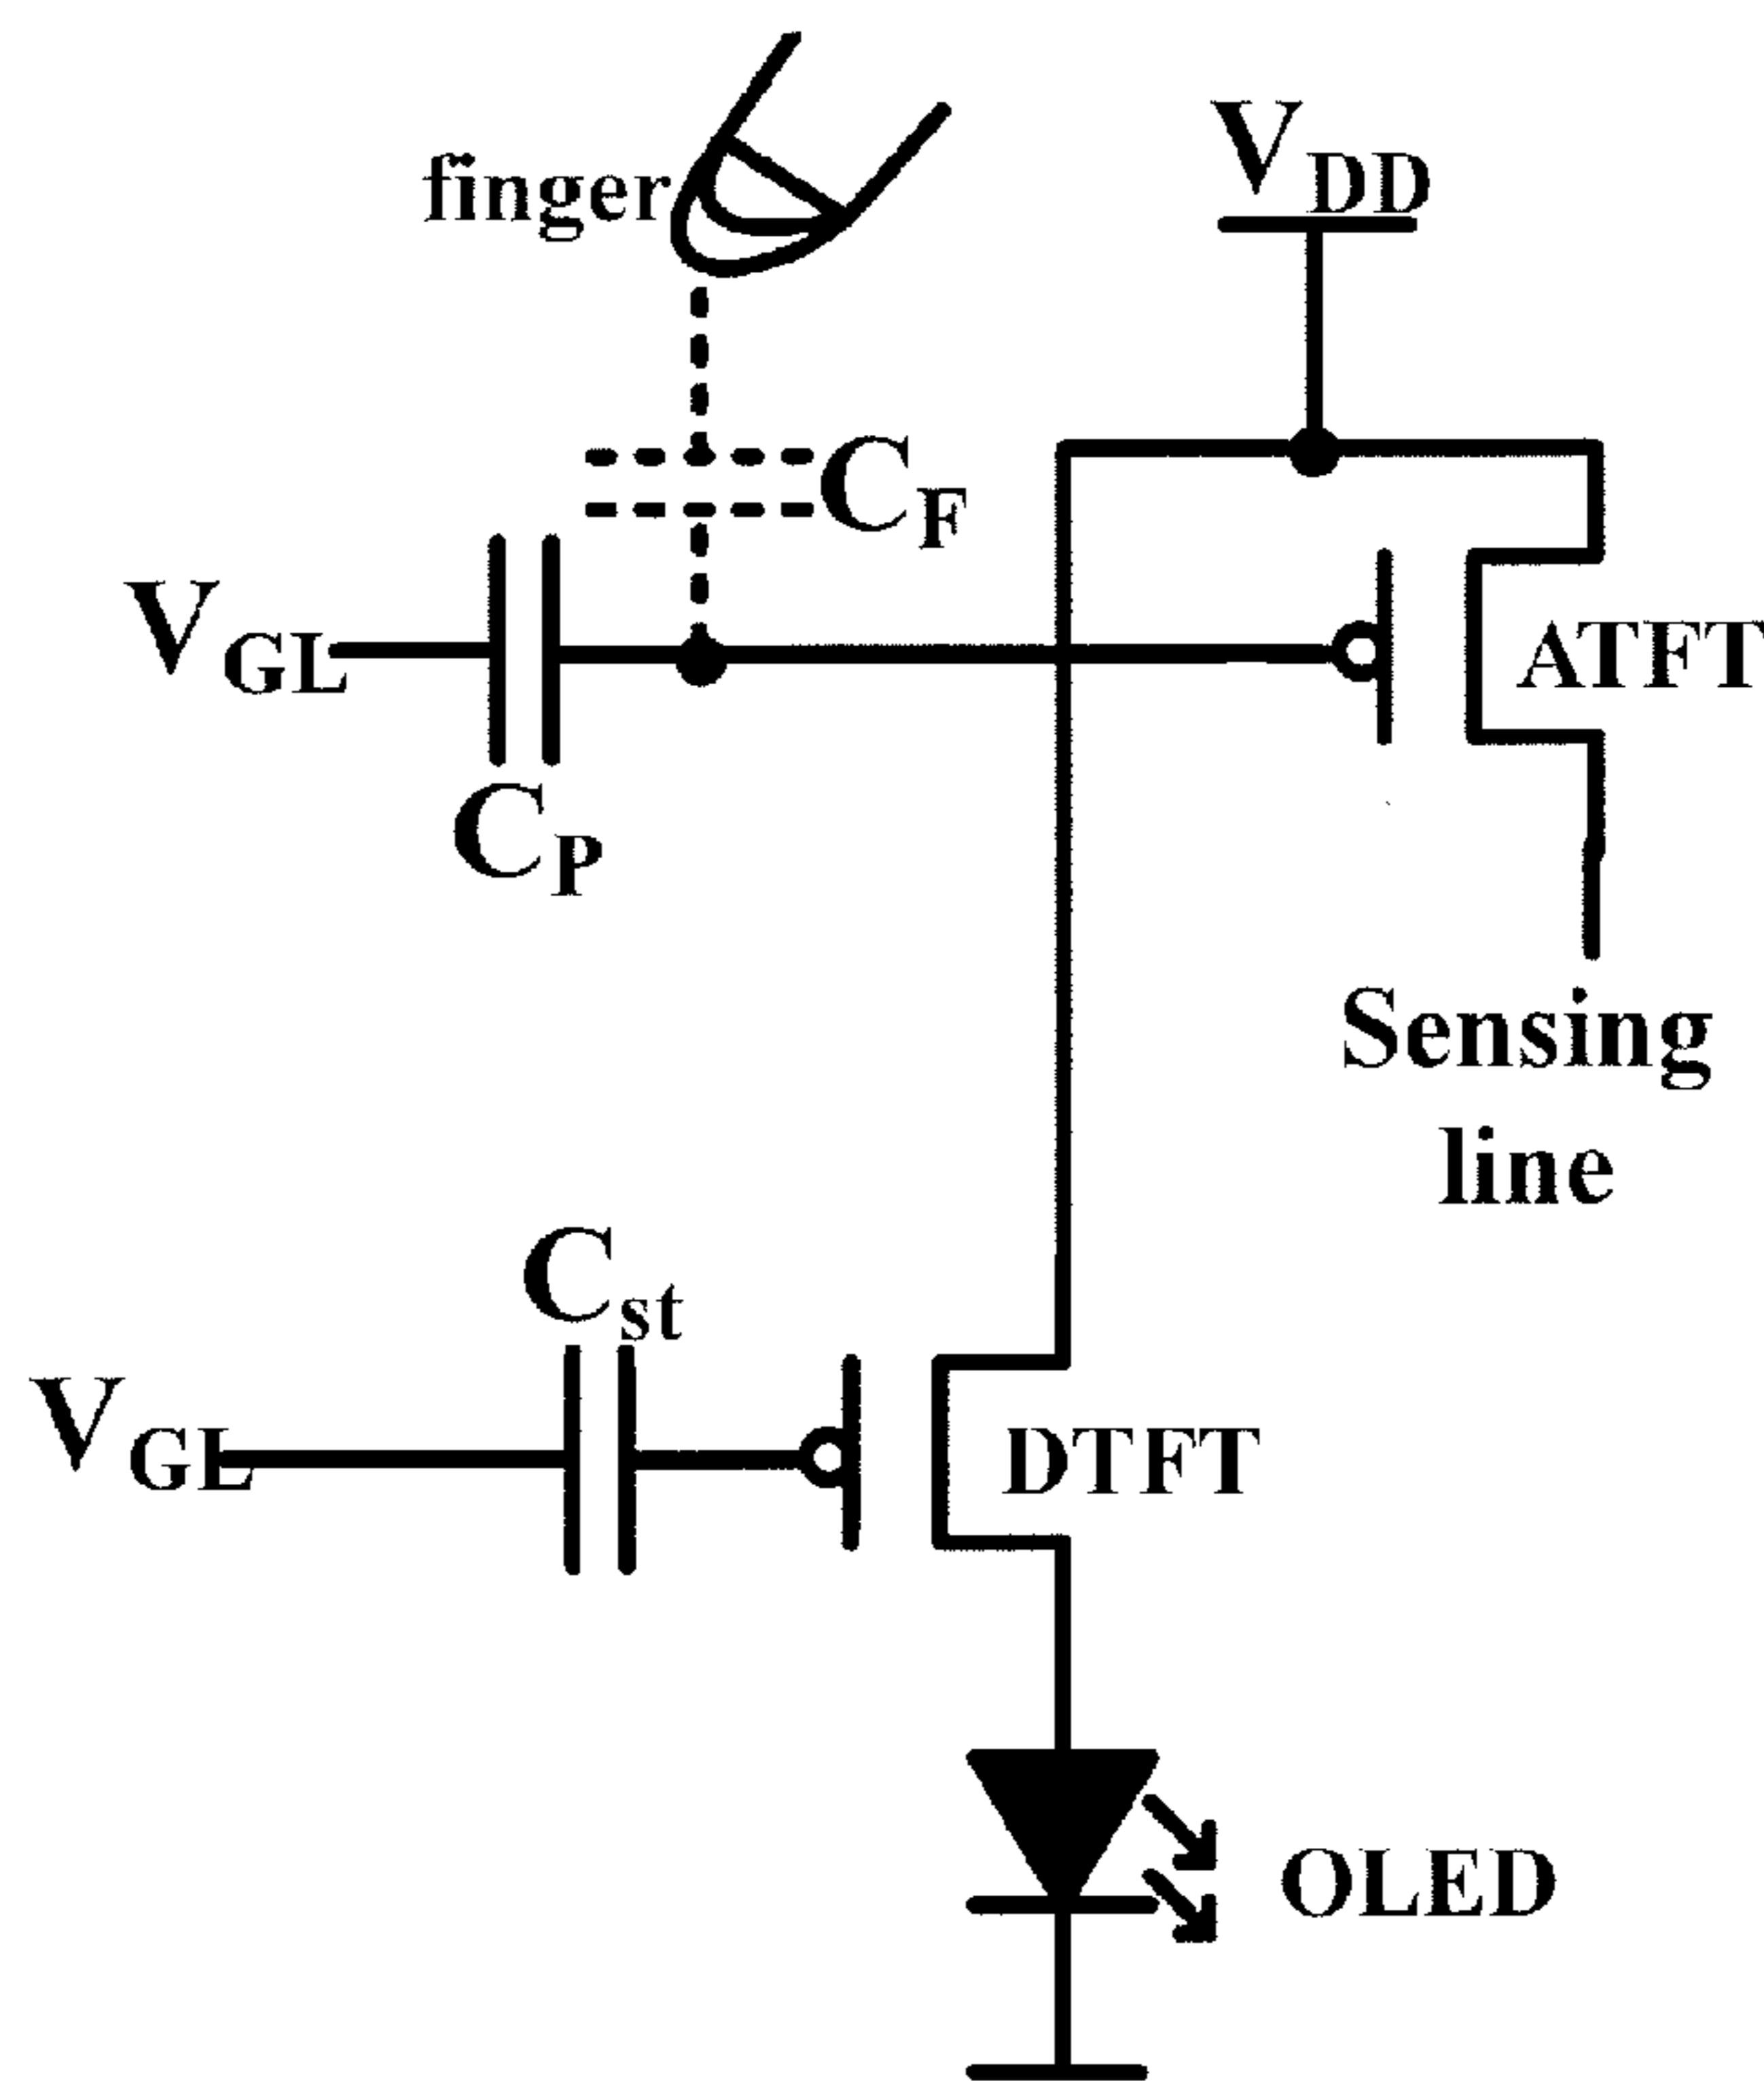 finger
VDD
CF
VGL
ATFT
CP
Sensing
line
Cst
VGL
DTFT
OLED